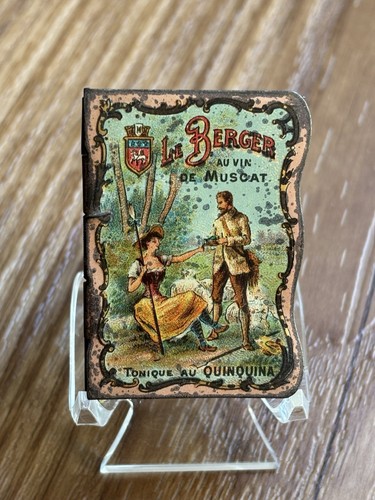 LE BERGER
AU VIN
DE MUSCAT
TONIQUE AU QUINQUINA